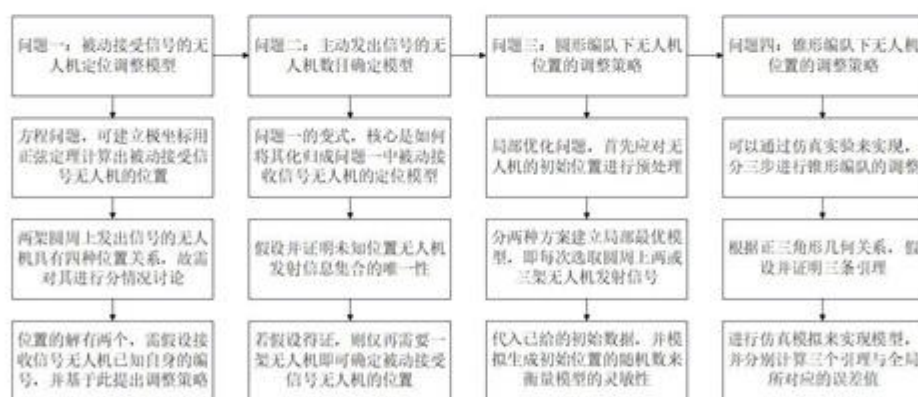 问题一：被动接受信号的无
人机定位调整模型
方程问题，可建立极坐标用
正弦定理计算出被动接受信
号无人机的位置
两架圆周上发出信号的无人
机具有四种位置关系，故需
对其进行分情况讨论
位置的解有两个，需假设接
收信号无人机已知自身的编
号，并基于此提出调整策略
问题二：主动发出信号的无
人机数目确定模型
问题一的变式，核心是如何
将其化归成问题一中被动接
收信号无人机的定位模型
假设并证明未知位置无人机
发射信息集合的唯一性
若假设得证，则仅再需要一
架无人机即可确定被动接受
信号无人机的位置
问题三：圆形编队下无人机
位置的调整策略
局部优化问题，首先应对无
人机的初始位置进行预处理
分两种方案建立局部最优模
型，即每次选取圆周上两或
三架无人机发射信号
代入已给的初始数据，并模
拟生成初始位置的随机数来
衡量模型的灵敏性
问题四：锥形编队下无人机
位置的调整策略
可以通过仿真实验来实现，
分三步进行锥形编队的调整
根据正三角形几何关系，假
设并证明三条引理
进行仿真模拟来实现模型，
并分别计算三个引理与全局
所对应的误差值